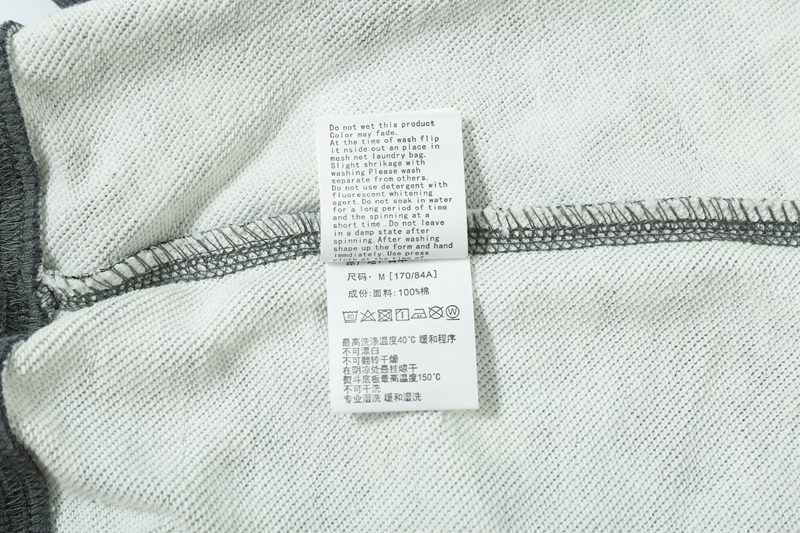 Do not wet this product
Color may fade.
At the time of wash flip
it nside out an place in
mesh net laundry bag.
Slight shrikage with
washing Please wash
separate from others.
Do not use detergent with
fluorescent whitening
agert. Do not soak in water
for a long period of time
and the spinning at a
short time .Do not leave
in a damp state after
spinning. After washing
shape up the form and hand
immdiately. Use press
尺码: M [170/84A]
成份: 面料: 100%棉
40 W
最高洗涤温度40℃ 缓和程序
不可漂白
不可翻转干燥
在阴凉处悬挂晾干
熨斗底板最高温度150℃
不可干洗
专业湿洗 缓和湿洗